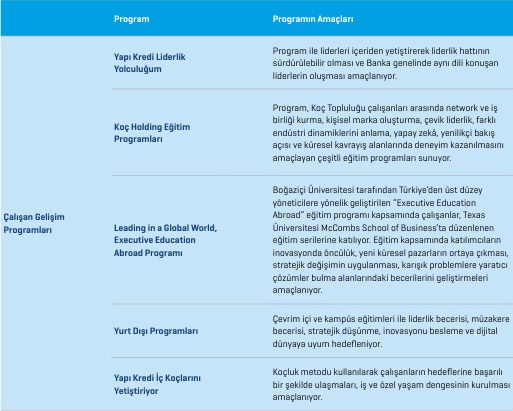 Program
Programın Amaçları
Çalışan Gelişim
Programları
Yapı Kredi Liderlik
Yolculuğum
Program ile liderleri içeriden yetiştirerek liderlik hattının
sürdürülebilir olması ve Banka genelinde aynı dili konuşan
liderlerin oluşması amaçlanıyor.
Koç Holding Eğitim
Programları
Program, Koç Topluluğu çalışanları arasında network ve iş
birliği kurma, kişisel marka oluşturma, çevik liderlik, farklı
endüstri dinamiklerini anlama, yapay zekâ, yenilikçi bakış
açısı ve küresel kavrayış alanlarında deneyim kazanılmasını
amaçlayan çeşitli eğitim programları sunuyor.
Leading in a Global World,
Executive Education
Abroad Programı
Boğaziçi Üniversitesi tarafından Türkiye’den üst düzey
yöneticilere yönelik geliştirilen “Executive Education
Abroad” eğitim programı kapsamında çalışanlar, Texas
Üniversitesi McCombs School of Business’ta düzenlenen
eğitim serilerine katılıyor. Eğitim kapsamında katılımcıların
inovasyonda öncülük, yeni küresel pazarların ortaya çıkması,
stratejik değişimin uygulanması, karışık problemlere yaratıcı
çözümler bulma alanlarındaki becerilerini geliştirmeleri
amaçlanıyor.
Yurt Dışı Programları
Çevrim içi ve kampüs eğitimleri ile liderlik becerisi, müzakere
becerisi, stratejik düşünme, inovasyonu besleme ve dijital
dünyaya uyum hedefleniyor.
Yapı Kredi İç Koçlarını
Yetiştiriyor
Koçluk metodu kullanılarak çalışanların hedeflerine başarılı
bir şekilde ulaşmaları, iş ve özel yaşam dengesinin kurulması
amaçlanıyor.